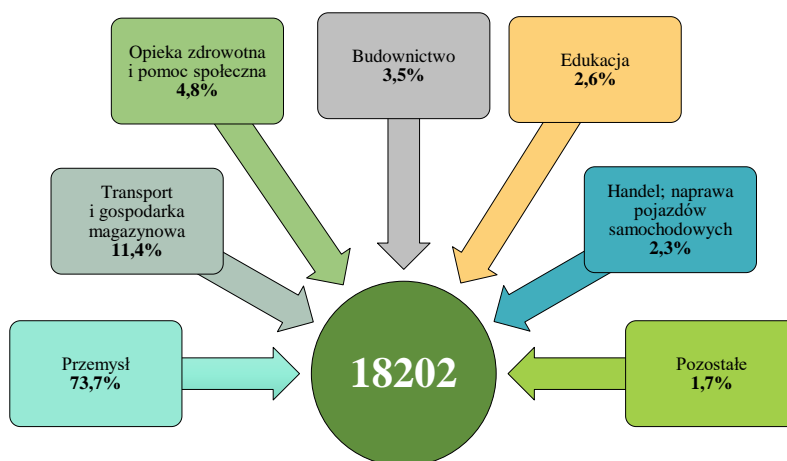 Opieka zdrowotna
i pomoc społeczna
4,8%
Budownictwo
3,5%
Edukacja
2,6%
Transport
i gospodarka
magazynowa
11,4%
Handel; naprawa
pojazdów
samochodowych
2,3%
Przemysł
73,7%
18202
Pozostałe
1,7%